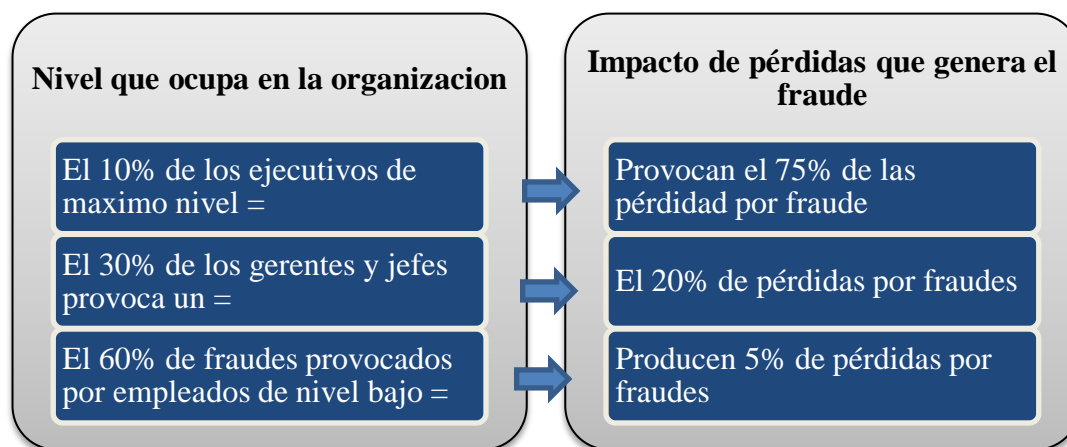 Nivel que ocupa en la organizacion
El 10% de los ejecutivos de
maximo nivel =
El 30% de los gerentes y jefes
provoca un =
El 60% de fraudes provocados
por empleados de nivel bajo =
Impacto de pérdidas que genera el
fraude
Provocan el 75% de las
pérdidad por fraude
El 20% de pérdidas por fraudes
Producen 5% de pérdidas por
fraudes